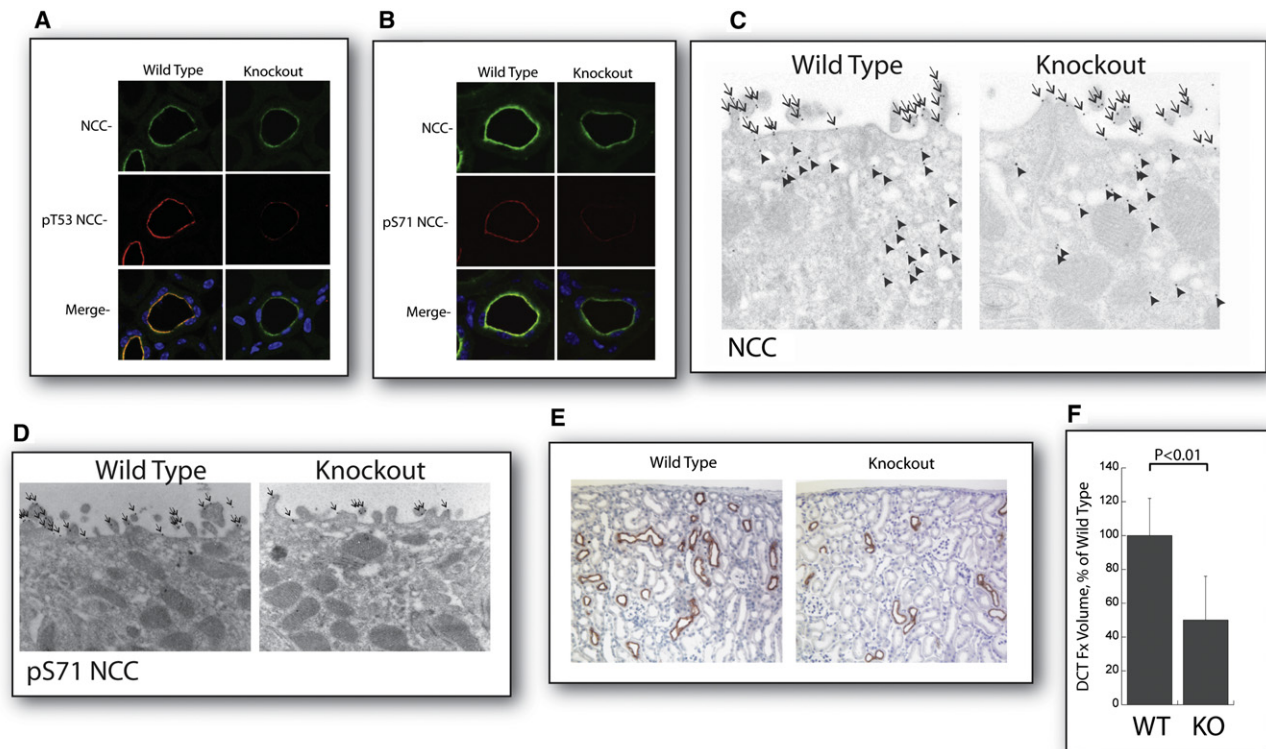 A
Wild Type Knockout
NCC-
pT53 NCC-
Merge-
B
Wild Type Knockout
NCC-
pS71 NCC-
Merge-
C
Wild Type Knockout
NCC
D
Wild Type Knockout
pS71 NCC
E
Wild Type Knockout
F
P<0.01
DCT Fx Volume, % of Wild Type
140
120
100
80
60
40
20
0
WT KO